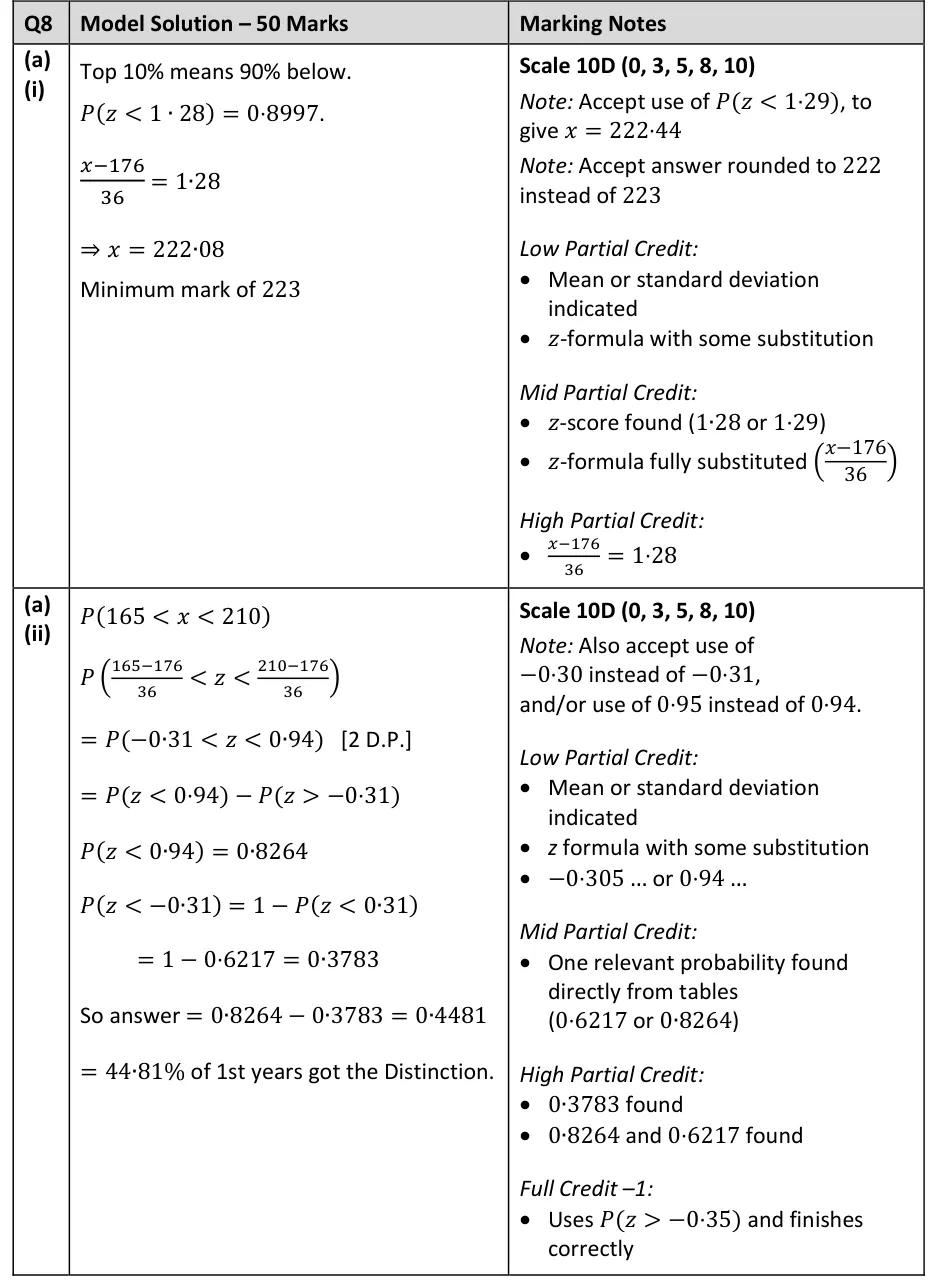 Q8 Model Solution – 50 Marks Marking Notes
(a)
(i)
Top 10% means 90% below.
P(z < 1 · 28) = 0·8997.
x−176
36
= 1·28
⇒ x = 222·08
Minimum mark of 223
Scale 10D (0, 3, 5, 8, 10)
Note: Accept use of P(z < 1·29), to
give x = 222·44
Note: Accept answer rounded to 222
instead of 223
Low Partial Credit:
• Mean or standard deviation
indicated
• z-formula with some substitution
Mid Partial Credit:
• z-score found (1·28 or 1·29)
• z-formula fully substituted (x−176/36)
High Partial Credit:
• x−176/36 = 1·28
(a)
(ii)
P(165 < x < 210)
P(165−176/36 < z < 210−176/36)
= P(−0·31 < z < 0·94) [2 D.P.]
= P(z < 0·94) − P(z > −0·31)
P(z < 0·94) = 0·8264
P(z < −0·31) = 1 − P(z < 0·31)
= 1 − 0·6217 = 0·3783
So answer = 0·8264 − 0·3783 = 0·4481
= 44·81% of 1st years got the Distinction.
Scale 10D (0, 3, 5, 8, 10)
Note: Also accept use of
−0·30 instead of −0·31,
and/or use of 0·95 instead of 0·94.
Low Partial Credit:
• Mean or standard deviation
indicated
• z formula with some substitution
• −0·305 … or 0·94 …
Mid Partial Credit:
• One relevant probability found
directly from tables
(0·6217 or 0·8264)
High Partial Credit:
• 0·3783 found
• 0·8264 and 0·6217 found
Full Credit –1:
• Uses P(z > −0·35) and finishes
correctly